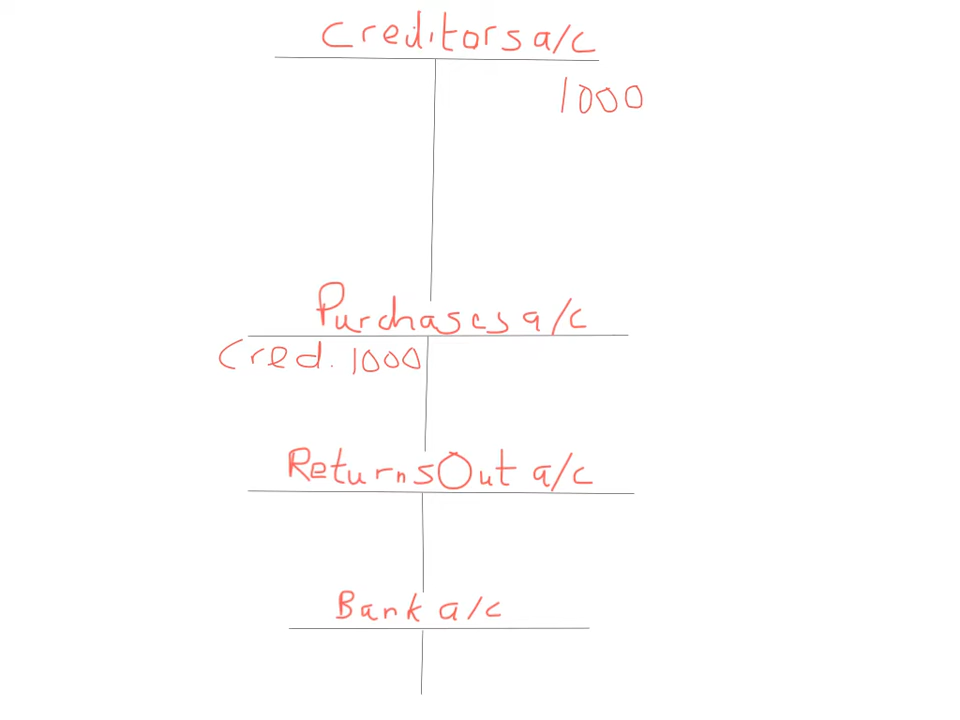 Creditors a/c
1000
Purchases a/c
Cred. 1000
Returns Out a/c
Bank a/c